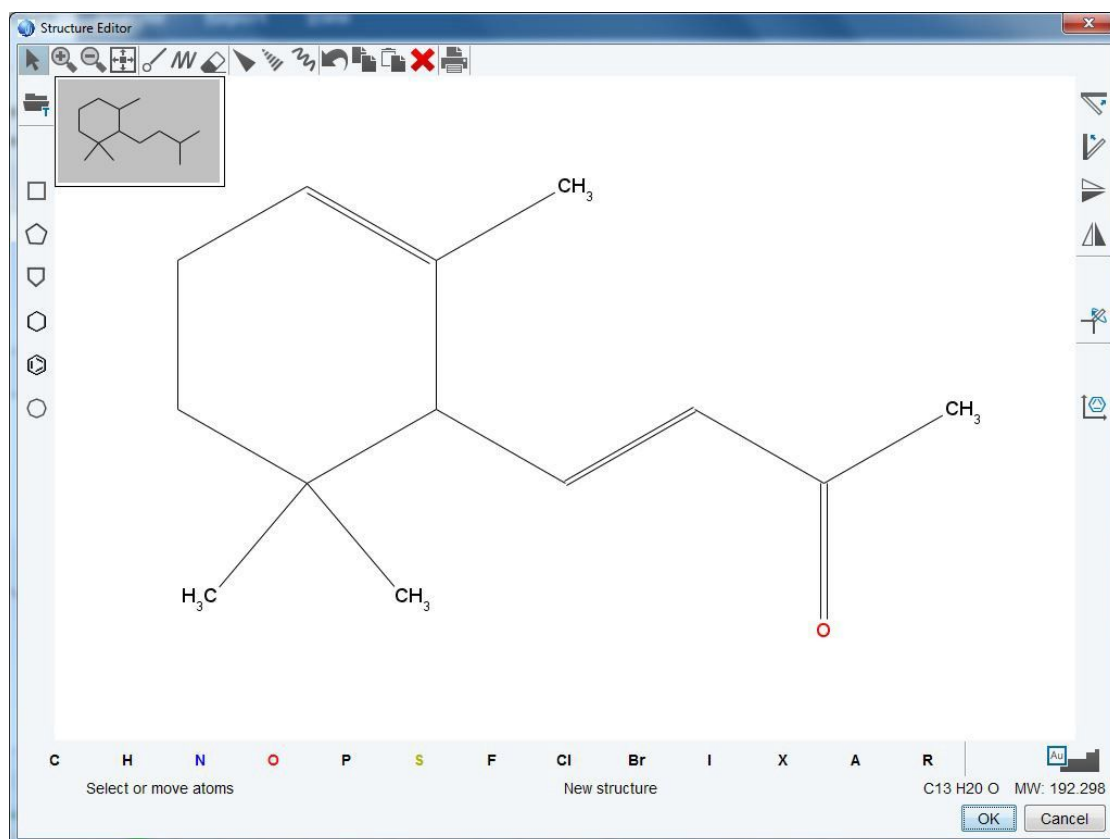 Structure Editor
CH3
CH3
H3C
CH3
O
C H N O P S F Cl Br I X A R
Au
Select or move atoms New structure C13 H20 O MW: 192.298
OK Cancel